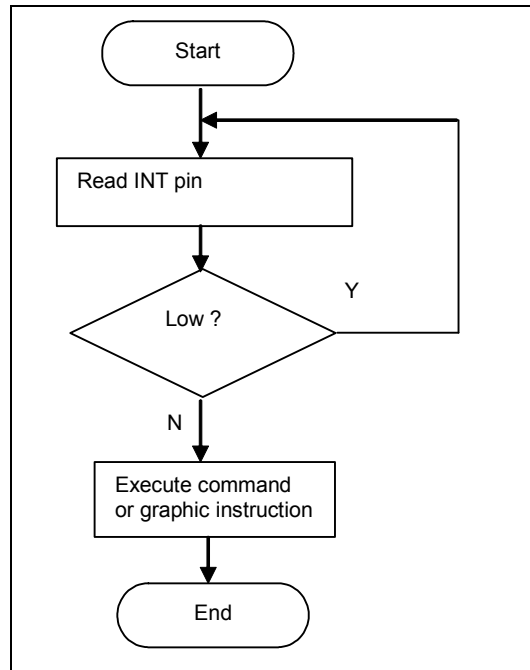 Start
Read INT pin
Low ?
Y
N
Execute command
or graphic instruction
End